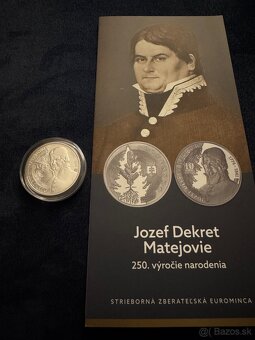 Jozef Dekret
Matejovie
250. výročie narodenia
STRIEBORNÁ ZBERATEĽSKÁ EUROMINCA
Bazos.sk